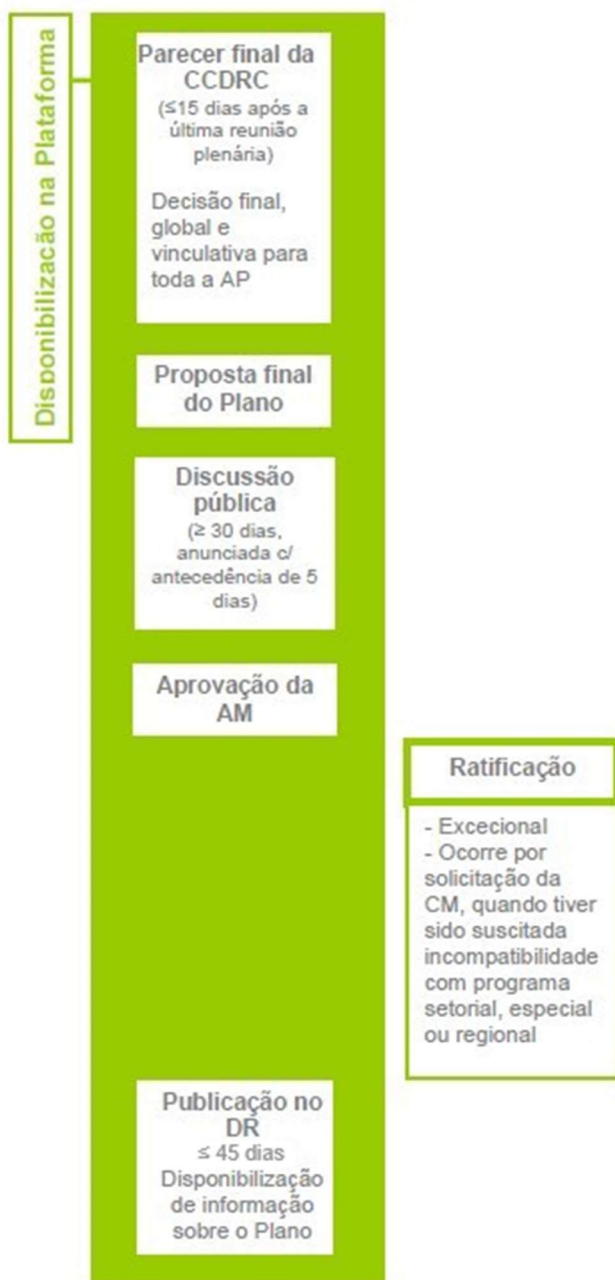 Disponibilização na Plataforma
Parecer final da
CCDRC
(≤15 dias após a
última reunião
plenária)
Decisão final,
global e
vinculativa para
toda a AP
Proposta final
do Plano
Discussão
pública
(≥ 30 dias,
anunciada c/
antecedência de 5
dias)
Aprovação da
AM
Ratificação
- Excecional
- Ocorre por
solicitação da
CM, quando tiver
sido suscitada
incompatibilidade
com programa
setorial, especial
ou regional
Publicação no
DR
≤ 45 dias
Disponibilização
de informação
sobre o Plano